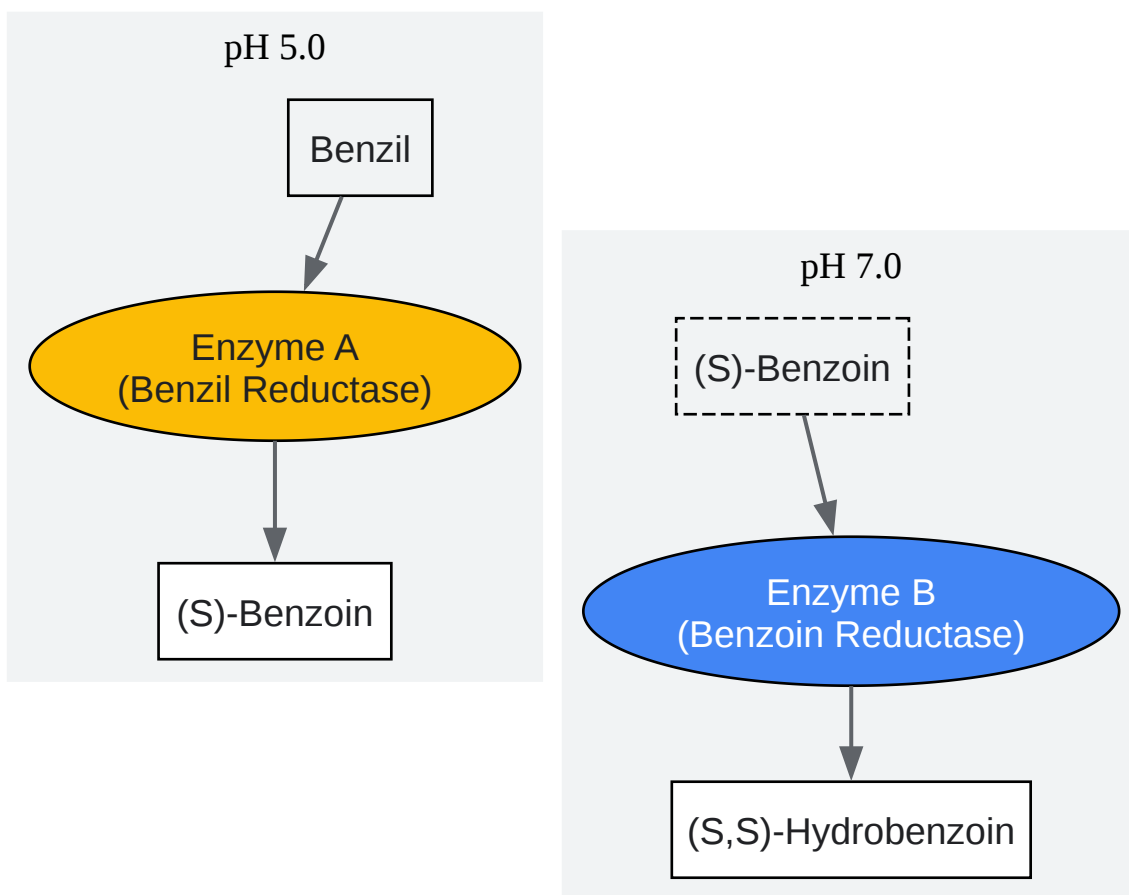 pH 5.0
Benzil
Enzyme A
(Benzil Reductase)
(S)-Benzoin
pH 7.0
(S)-Benzoin
Enzyme B
(Benzoin Reductase)
(S,S)-Hydrobenzoin